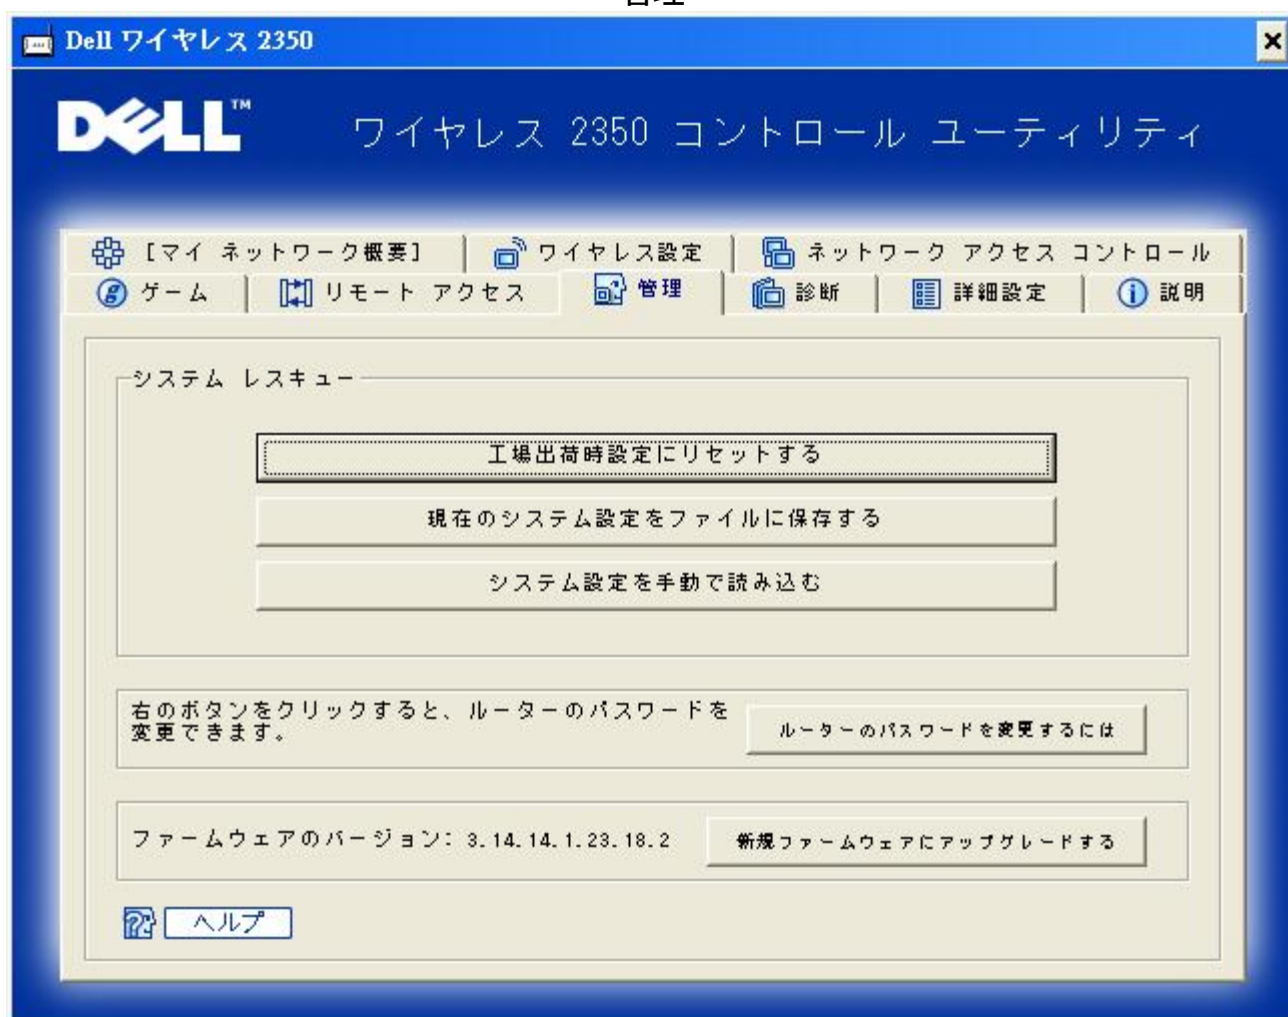 管理
Dell ワイヤレス 2350
DELL™
ワイヤレス 2350 コントロール ユーティリティ
[マイ ネットワーク概要]
ワイヤレス設定
ネットワーク アクセス コントロール
ゲーム
リモート アクセス
管理
診断
詳細設定
説明
システム レスキュー
工場出荷時設定にリセットする
現在のシステム設定をファイルに保存する
システム設定を手動で読み込む
右のボタンをクリックすると、ルーターのパスワードを
変更できます。
ルーターのパスワードを変更するには
ファームウェアのバージョン: 3.14.14.1.23.18.2
新規ファームウェアにアップグレードする
ヘルプ